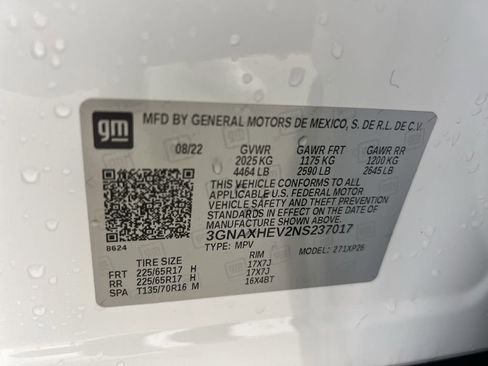 gm
MFD BY GENERAL MOTORS DE MEXICO, S. DE R.L. DE C.V.
08/22 GVWR GAWR FRT GAWR RR
2025 KG 1175 KG 1200 KG
4464 LB 2590 LB 2645 LB
THIS VEHICLE CONFORMS TO ALL
APPLICABLE U.S. FEDERAL MOTOR
VEHICLE SAFETY AND THEFT PREVENTION
STANDARDS IN EFFECT ON THE DATE OF
MANUFACTURE SHOWN ABOVE.
8624 3GNAXHEV2NS237017
TYPE: MPV MODEL: 271XP26
TIRE SIZE RIM
FRT 225/65R17 H 17X7J
RR 225/65R17 H 17X7J
SPA T135/70R16 M 16X4BT